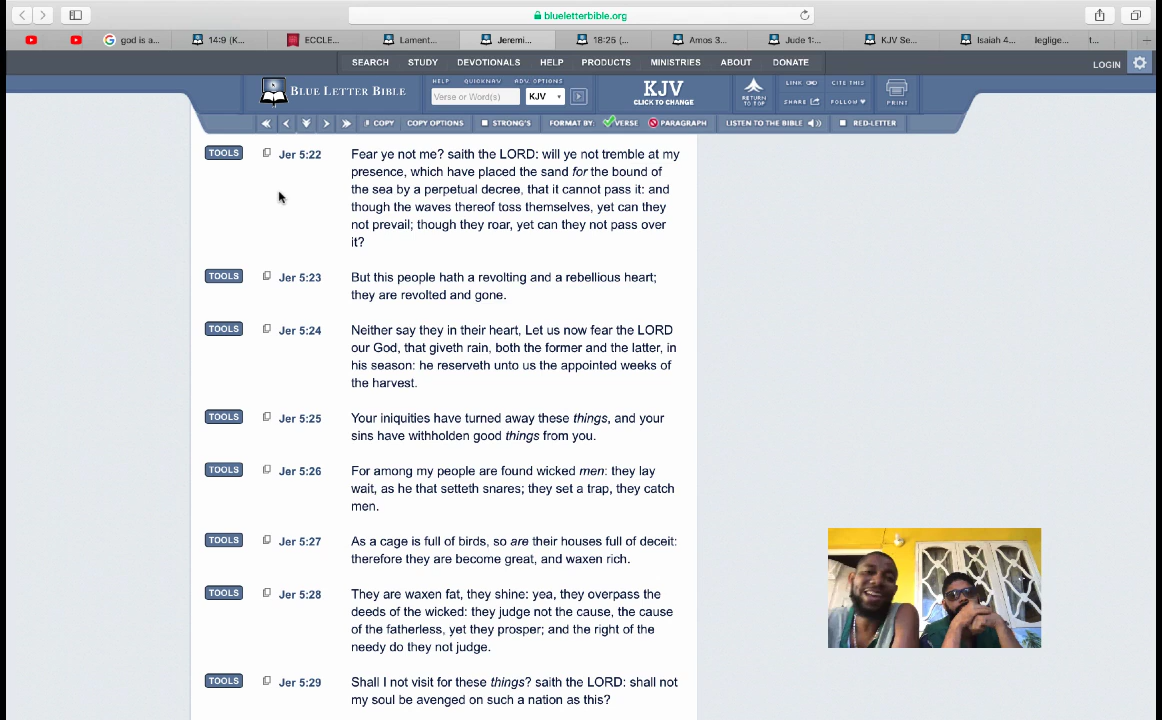 blueletterbible.org
god is a...
14:9 (K...
ECCLE...
Lament...
Jeremi...
18:25 (...
Amos 3...
Jude 1:...
KJV Se...
Isaiah 4...
leglige...
t...
SEARCH STUDY DEVOTIONALS HELP PRODUCTS MINISTRIES ABOUT DONATE LOGIN
BLUE LETTER BIBLE
HELP QUICKNAV ADV. OPTIONS
Verse or Word(s) KJV
KJV
CLICK TO CHANGE
RETURN
TO TOP
LINK CITE THIS
SHARE FOLLOW
PRINT
COPY COPY OPTIONS STRONG'S FORMAT BY: VERSE PARAGRAPH LISTEN TO THE BIBLE RED-LETTER
TOOLS Jer 5:22 Fear ye not me? saith the LORD: will ye not tremble at my
presence, which have placed the sand for the bound of
the sea by a perpetual decree, that it cannot pass it: and
though the waves thereof toss themselves, yet can they
not prevail; though they roar, yet can they not pass over
it?
TOOLS Jer 5:23 But this people hath a revolting and a rebellious heart;
they are revolted and gone.
TOOLS Jer 5:24 Neither say they in their heart, Let us now fear the LORD
our God, that giveth rain, both the former and the latter, in
his season: he reserveth unto us the appointed weeks of
the harvest.
TOOLS Jer 5:25 Your iniquities have turned away these things, and your
sins have withholden good things from you.
TOOLS Jer 5:26 For among my people are found wicked men: they lay
wait, as he that setteth snares; they set a trap, they catch
men.
TOOLS Jer 5:27 As a cage is full of birds, so are their houses full of deceit:
therefore they are become great, and waxen rich.
TOOLS Jer 5:28 They are waxen fat, they shine: yea, they overpass the
deeds of the wicked: they judge not the cause, the cause
of the fatherless, yet they prosper; and the right of the
needy do they not judge.
TOOLS Jer 5:29 Shall I not visit for these things? saith the LORD: shall not
my soul be avenged on such a nation as this?